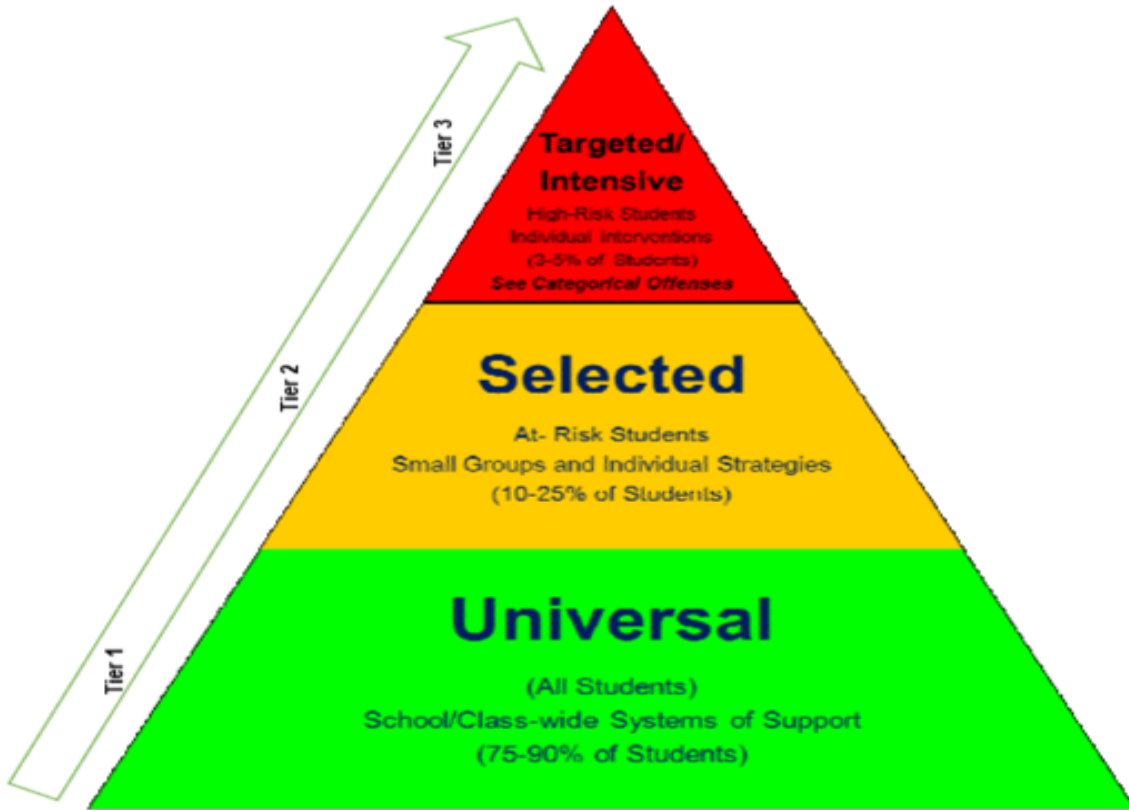 Tier 3
Targeted/
Intensive
High-Risk Students
Individual Interventions
(3-5% of Students)
See Categorical Offenses
Tier 2
Selected
At- Risk Students
Small Groups and Individual Strategies
(10-25% of Students)
Tier 1
Universal
(All Students)
School/Class-wide Systems of Support
(75-90% of Students)